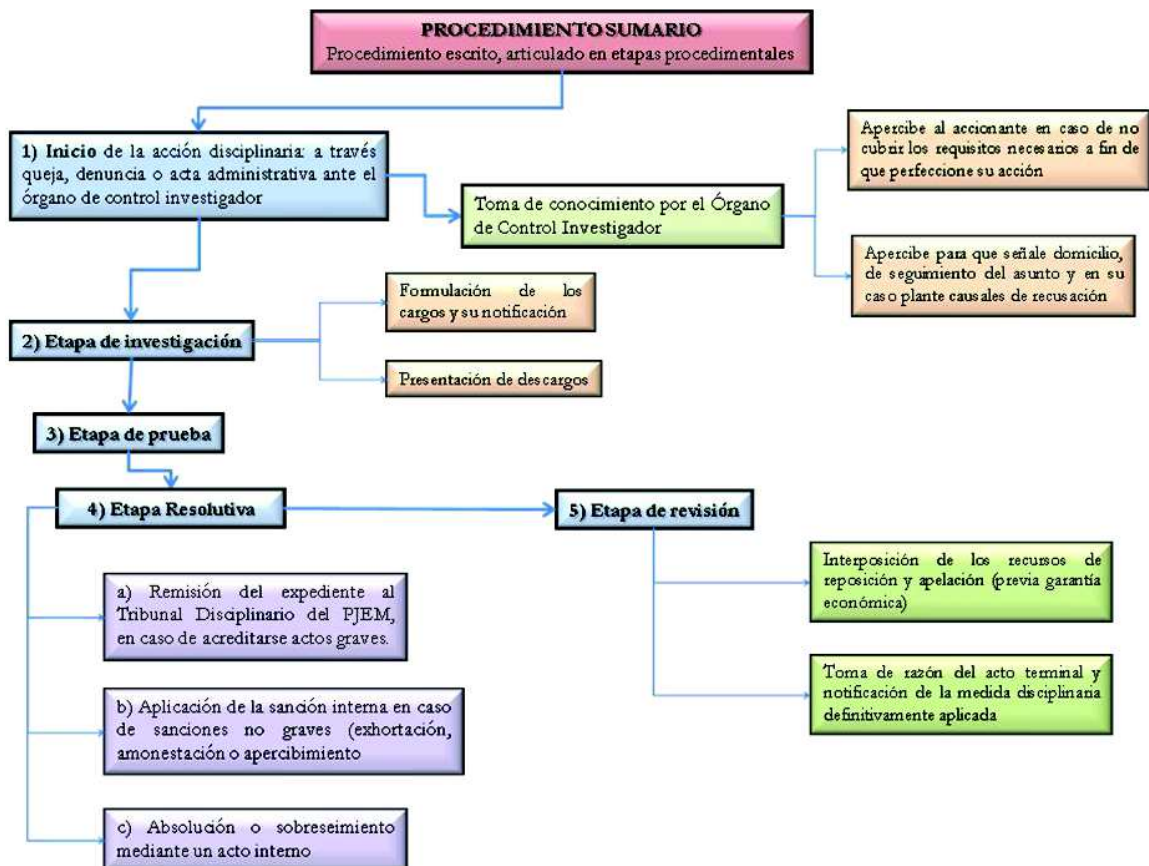 PROCEDIMIENTO SUMARIO
Procedimiento escrito, articulado en etapas procedimentales
1) Inicio de la acción disciplinaria: a través
queja, denuncia o acta administrativa ante el
órgano de control investigador
Toma de conocimiento por el Órgano
de Control Investigador
Apercibe al accionante en caso de no
cubrir los requisitos necesarios a fin de
que perfeccione su acción
Apercibe para que señale domicilio,
de seguimiento del asunto y en su
caso plante causales de recusación
2) Etapa de investigación
Formulación de los
cargos y su notificación
Presentación de descargos
3) Etapa de prueba
4) Etapa Resolutiva
a) Remisión del expediente al
Tribunal Disciplinario del PJEM,
en caso de acreditarse actos graves.
b) Aplicación de la sanción interna en caso
de sanciones no graves (exhortación,
amonestación o apercibimiento
c) Absolución o sobreseimiento
mediante un acto interno
5) Etapa de revisión
Interposición de los recursos de
reposición y apelación (previa garantía
económica)
Toma de razón del acto terminal y
notificación de la medida disciplinaria
definitivamente aplicada